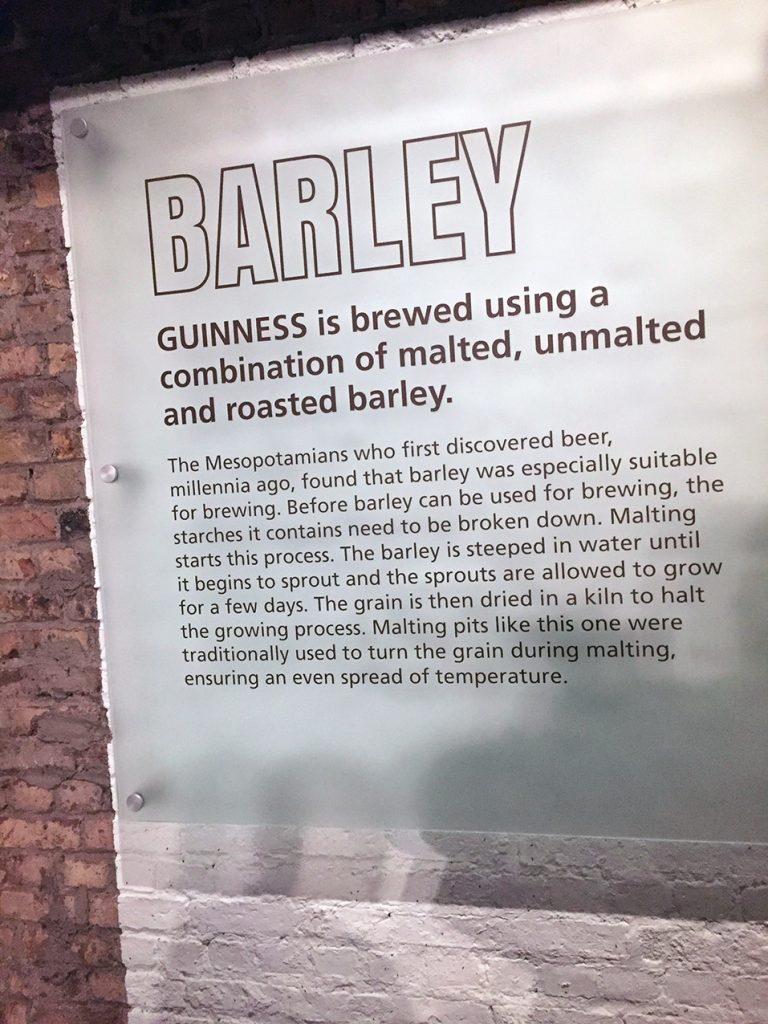 BARLEY
GUINNESS is brewed using a
combination of malted, unmalted
and roasted barley.
The Mesopotamians who first discovered beer,
millennia ago, found that barley was especially suitable
for brewing. Before barley can be used for brewing, the
starches it contains need to be broken down. Malting
starts this process. The barley is steeped in water until
it begins to sprout and the sprouts are allowed to grow
for a few days. The grain is then dried in a kiln to halt
the growing process. Malting pits like this one were
traditionally used to turn the grain during malting,
ensuring an even spread of temperature.